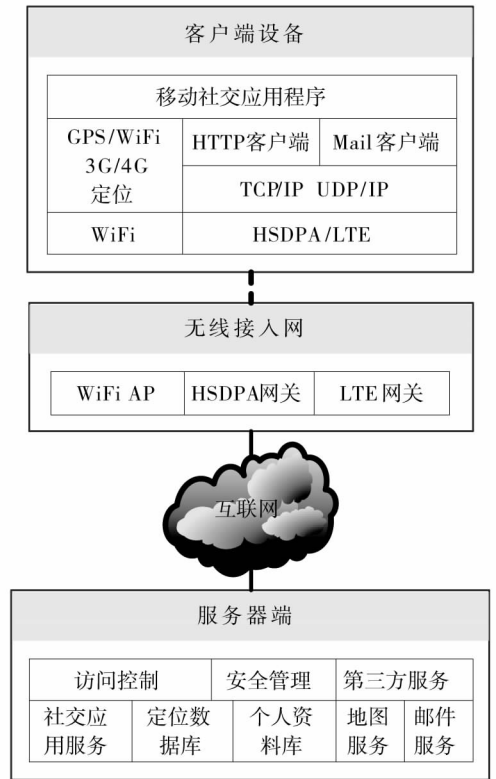 客户端设备
移动社交应用程序
GPS/WiFi
3G/4G
定位
HTTP客户端
Mail客户端
TCP/IP UDP/IP
WiFi
HSDPA/LTE
无线接入网
WiFi AP
HSDPA网关
LTE网关
互联网
服务器端
访问控制
安全管理
第三方服务
社交应
用服务
定位数
据库
个人资
料库
地图
服务
邮件
服务